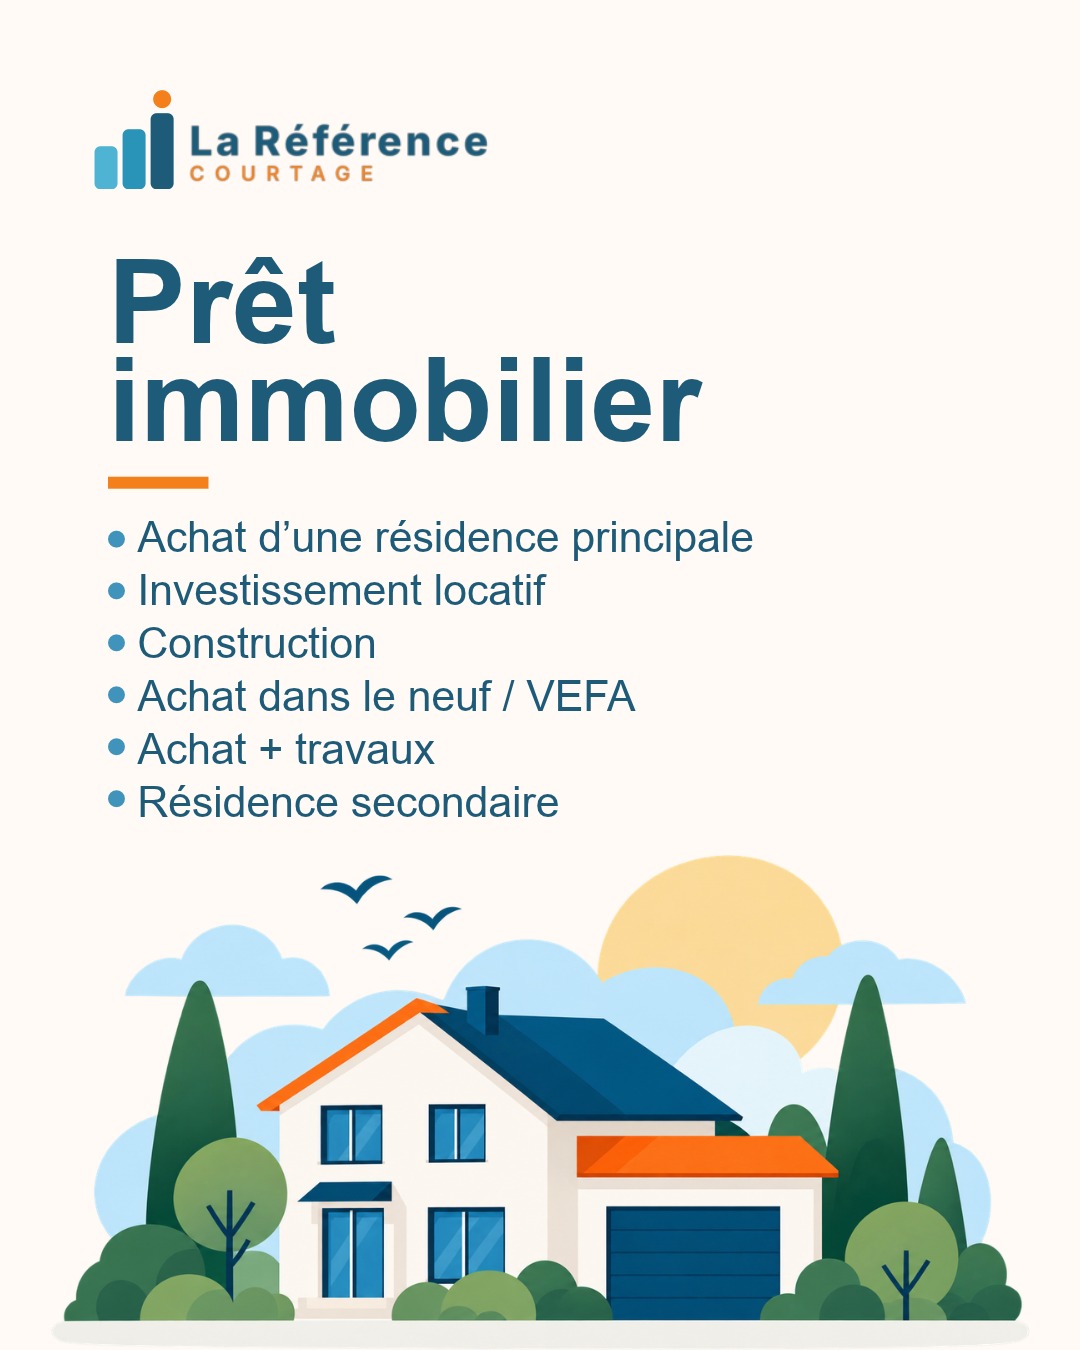 La Référence
COURTAGE
Prêt
immobilier
• Achat d’une résidence principale
• Investissement locatif
• Construction
• Achat dans le neuf / VEFA
• Achat + travaux
• Résidence secondaire